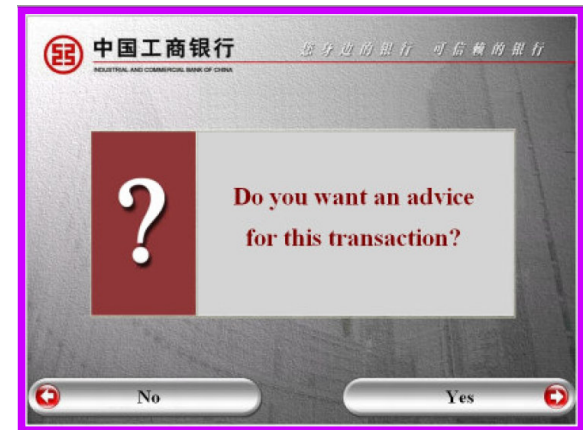 中国工商银行
INDUSTRIAL AND COMMERCIAL BANK OF CHINA
您身边的银行 可信赖的银行
?
Do you want an advice
for this transaction?
No
Yes